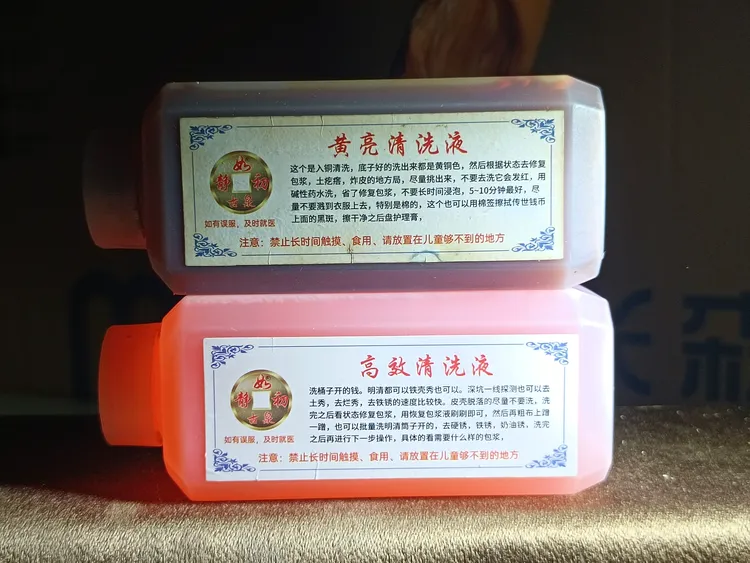 黄亮清洗液
这个是入铜清洗，底子好的洗出来都是黄铜色，然后根据状态去修复
包浆，土疙瘩，炸皮的地方局，尽量挑出来，不要去洗它会发红，用
碱性药水洗，省了修复包浆，不要长时间浸泡，5~10分钟最好，尽
量不要溅到衣服上去，特别是棉的，这个也可以用棉签擦拭传世钱币
上面的黑斑，擦干净之后盘护理膏，
如
静
祠
古泉
如有误服、及时就医
注意：禁止长时间触摸、食用、请放置在儿童够不到的地方
高效清洗液
洗桶子开的钱。明清都可以铁壳秀也可以。深坑一线探测也可以去
土秀，去烂秀，去铁锈的速度比较快。皮壳脱落的尽量不要洗，洗
完之后看状态修复包浆，用恢复包浆液刷刷即可，然后再粗布上蹭
一蹭，也可以批量洗明清筒子开的，去硬锈，铁锈，奶油锈，洗完
之后再进行下一步操作，具体的看需要什么样的包浆，
如
静
祠
古泉
如有误服、及时就医
注意：禁止长时间触摸、食用、请放置在儿童够不到的地方